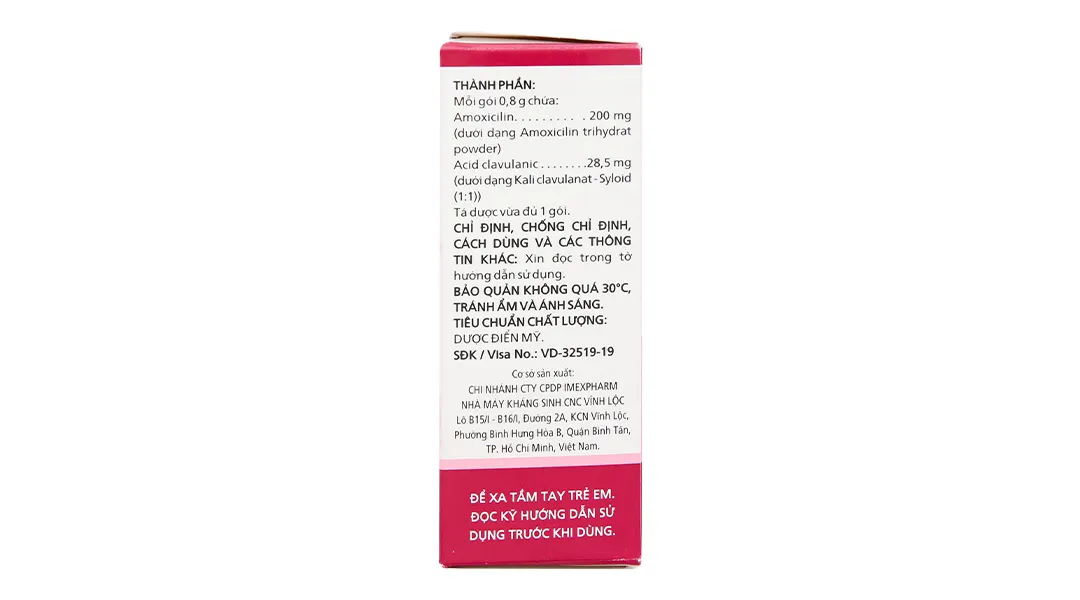 THÀNH PHẦN:
Mỗi gói 0,8 g chứa:
Amoxicilin. . . . . . . . . . 200 mg
(dưới dạng Amoxicilin trihydrat
powder)
Acid clavulanic . . . . . . . .28,5 mg
(dưới dạng Kali clavulanat - Syloid
(1:1))
Tá dược vừa đủ 1 gói.
CHỈ ĐỊNH, CHỐNG CHỈ ĐỊNH,
CÁCH DÙNG VÀ CÁC THÔNG
TIN KHÁC: Xin đọc trong tờ
hướng dẫn sử dụng.
BẢO QUẢN KHÔNG QUÁ 30°C,
TRÁNH ẨM VÀ ÁNH SÁNG.
TIÊU CHUẨN CHẤT LƯỢNG:
DƯỢC ĐIỂN MỸ.
SĐK / Visa No.: VD-32519-19
Cơ sở sản xuất:
CHI NHÁNH CTY CPDP IMEXPHARM
NHÀ MÁY KHÁNG SINH CNC VĨNH LỘC
Lô B15/I - B16/I, Đường 2A, KCN Vĩnh Lộc,
Phường Bình Hưng Hòa B, Quận Bình Tân,
TP. Hồ Chí Minh, Việt Nam.
ĐỂ XA TẦM TAY TRẺ EM.
ĐỌC KỸ HƯỚNG DẪN SỬ
DỤNG TRƯỚC KHI DÙNG.